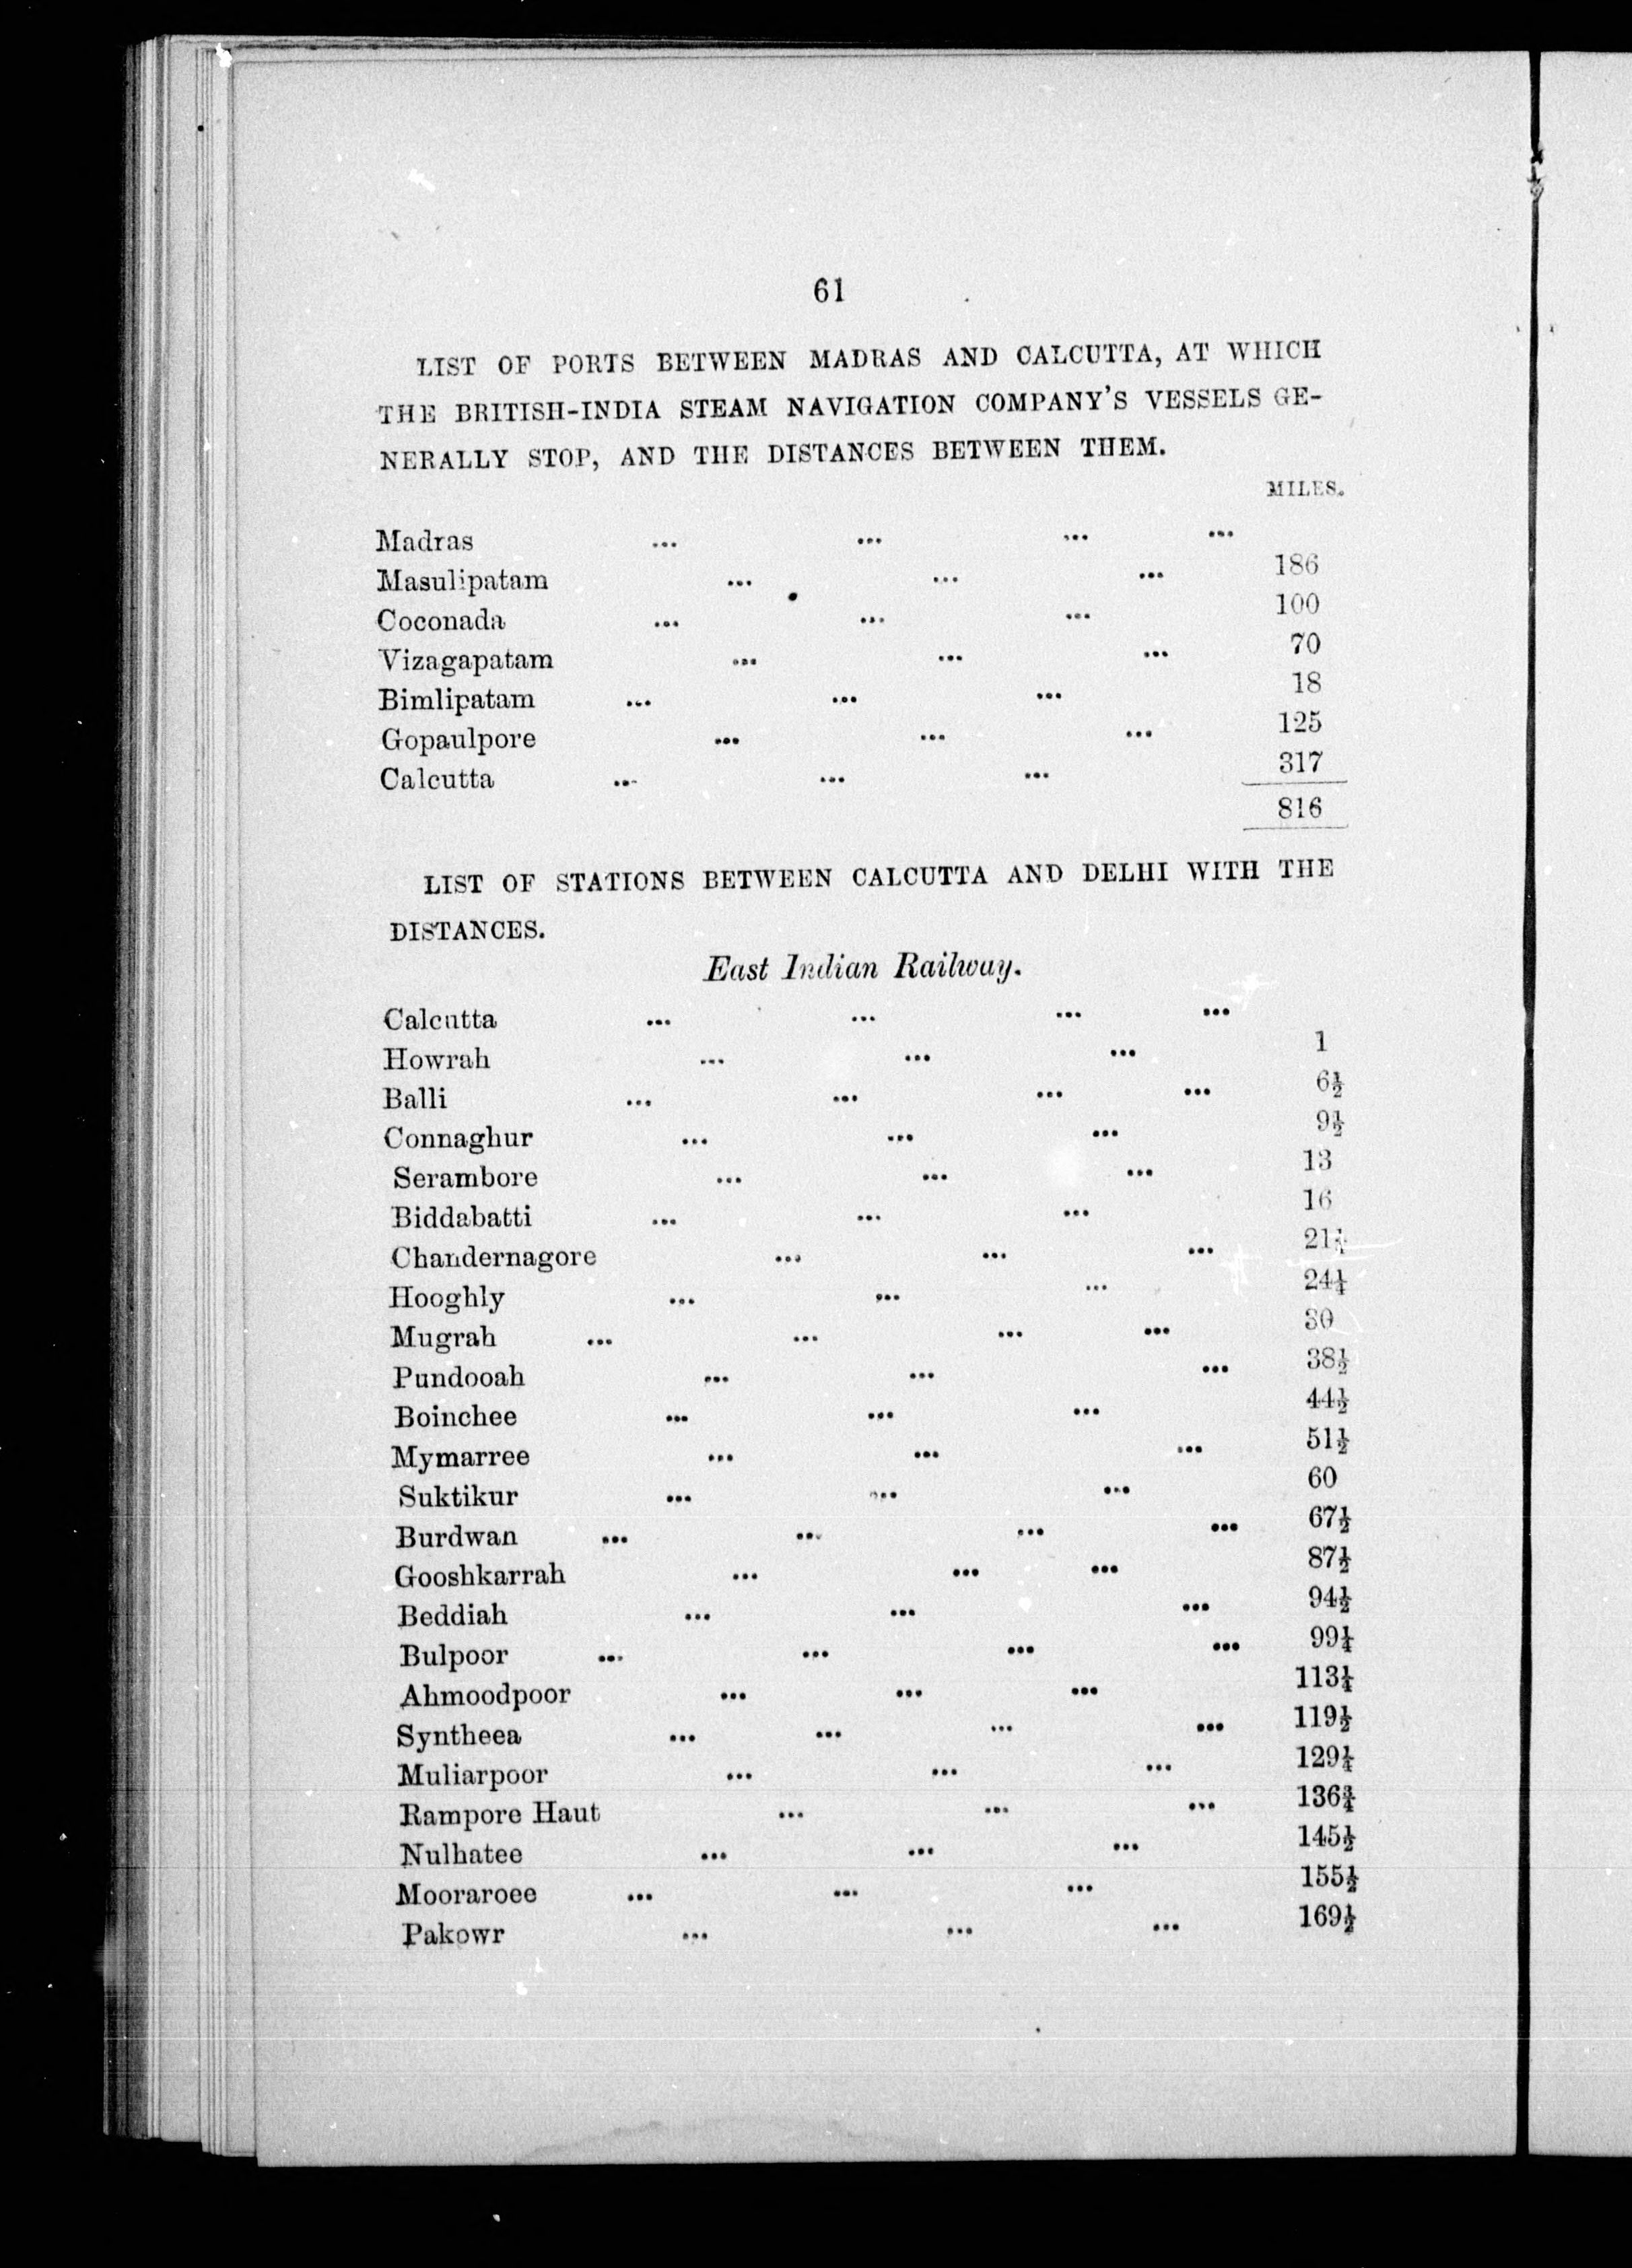 61
LIST OF PORTS BETWEEN MADRAS AND CALCUTTA, AT WHICH
THE BRITISH-INDIA STEAM NAVIGATION COMPANY'S VESSELS GE-
NERALLY STOP, AND THE DISTANCES BETWEEN THEM.
MILES.
Madras ... ... ... ...
Masulipatam ... ... ... 186
Coconada ... ... ... 100
Vizagapatam ... ... ... 70
Bimlipatam ... ... ... 18
Gopaulpore ... ... ... 125
Calcutta ... ... ... 317
816
LIST OF STATIONS BETWEEN CALCUTTA AND DELHI WITH THE
DISTANCES.
East Indian Railway.
Calcutta ... ... ... ...
Howrah ... ... ... 1
Balli ... ... ... ... 6½
Connaghur ... ... ... 9½
Serambore ... ... ... 13
Biddabatti ... ... ... 16
Chandernagore ... ... ... 21¼
Hooghly ... ... ... 24¼
Mugrah ... ... ... ... 30
Pundooah ... ... ... 38½
Boinchee ... ... ... 44½
Mymarree ... ... ... 51½
Suktikur ... ... ... 60
Burdwan ... ... ... ... 67½
Gooshkarrah ... ... ... 87½
Beddiah ... ... ... 94½
Bulpoor ... ... ... ... 99¼
Ahmoodpoor ... ... ... 113¼
Syntheea ... ... ... ... 119½
Muliarpoor ... ... ... 129¼
Rampore Haut ... ... ... 136¾
Nulhatee ... ... ... 145½
Mooraroee ... ... ... 155½
Pakowr ... ... ... 169½